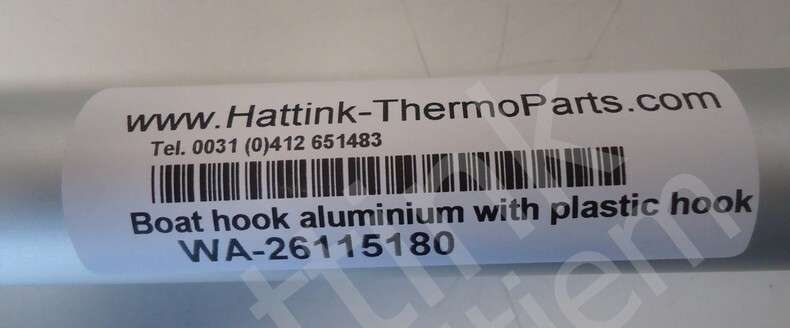 www.Hattink-ThermoParts.com
Tel. 0031 (0)412 651483
Boat hook aluminium with plastic hook
WA-26115180